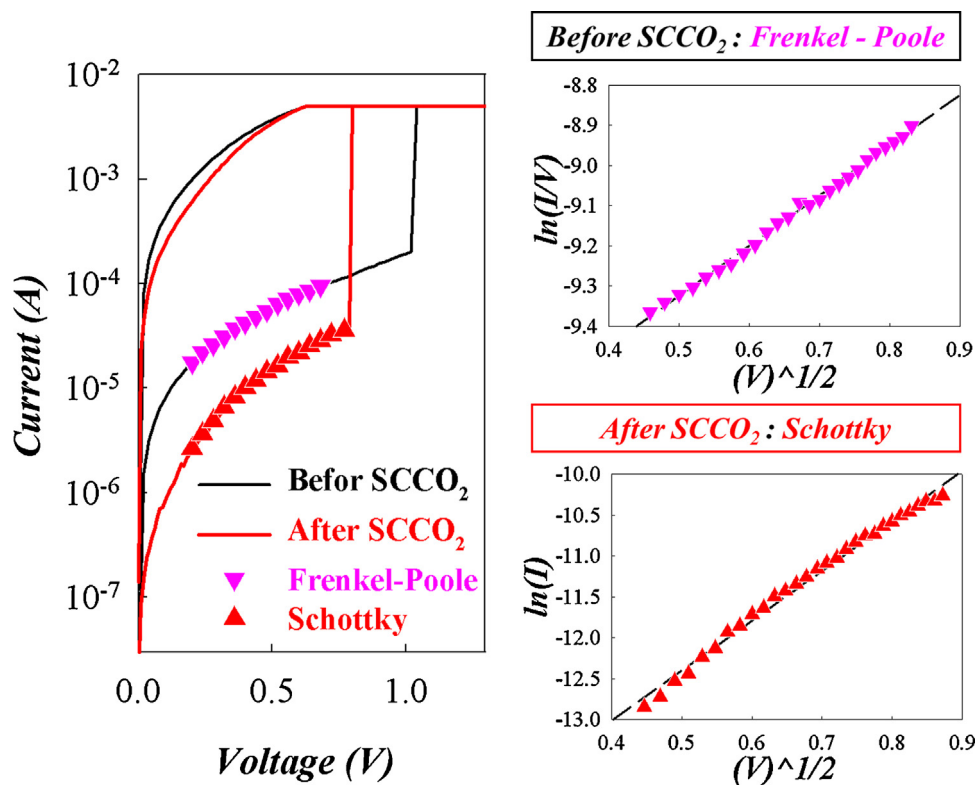 Current (A)
10^-2
10^-3
10^-4
10^-5
10^-6
10^-7
Befor SCCO₂
After SCCO₂
Frenkel-Poole
Schottky
0.0 0.5 1.0
Voltage (V)
Before SCCO₂ : Frenkel - Poole
ln(I/V)
-8.8
-8.9
-9.0
-9.1
-9.2
-9.3
-9.4
0.4 0.5 0.6 0.7 0.8 0.9
(V)^1/2
After SCCO₂ : Schottky
ln(I)
-10.0
-10.5
-11.0
-11.5
-12.0
-12.5
-13.0
0.4 0.5 0.6 0.7 0.8 0.9
(V)^1/2